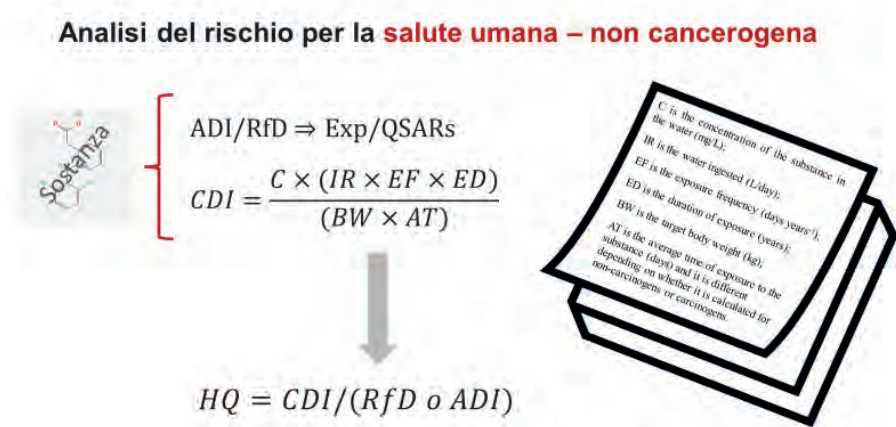 Analisi del rischio per la salute umana – non cancerogena
Sostanza
ADI/RfD ⇒ Exp/QSARs
CDI = C × (IR × EF × ED) / (BW × AT)
HQ = CDI/(RfD o ADI)
C is the concentration of the substance in
the water (mg/L);
IR is the water ingested (L/day);
EF is the exposure frequency (days years⁻¹);
ED is the duration of exposure (years);
BW is the target body weight (kg);
AT is the average time of exposure to the
substance (days) and it is different
depending on whether it is calculated for
non-carcinogens or carcinogens.